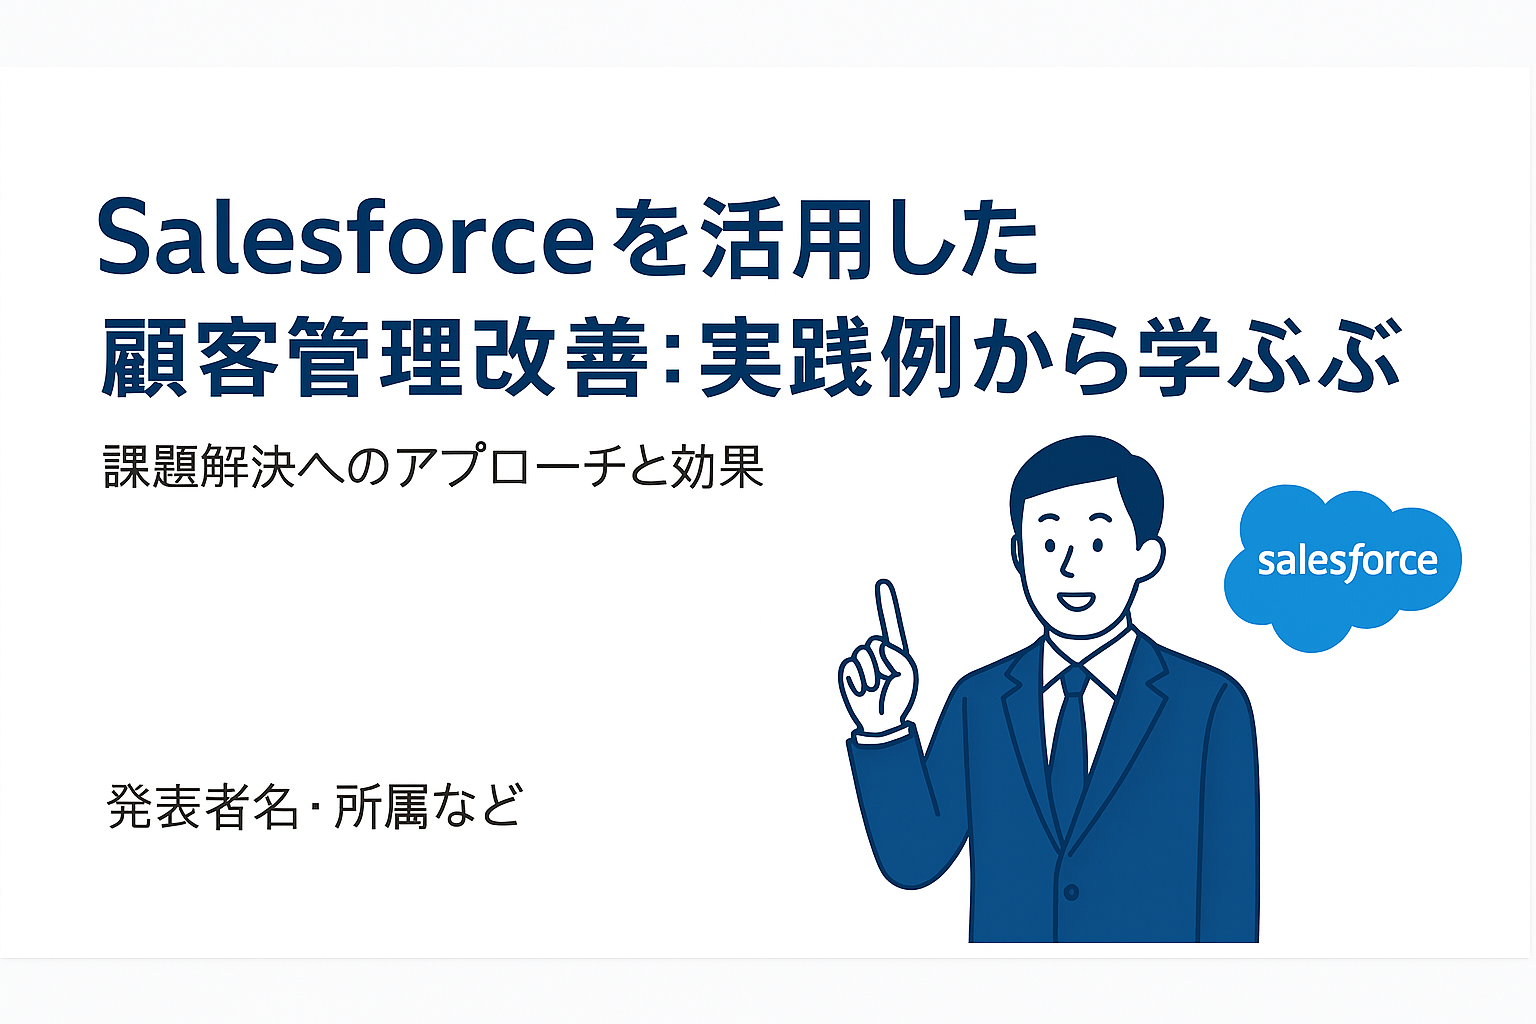 Salesforceを活用した
顧客管理改善：実践例から学ぶぶ
課題解決へのアプローチと効果
salesforce
発表者名・所属など